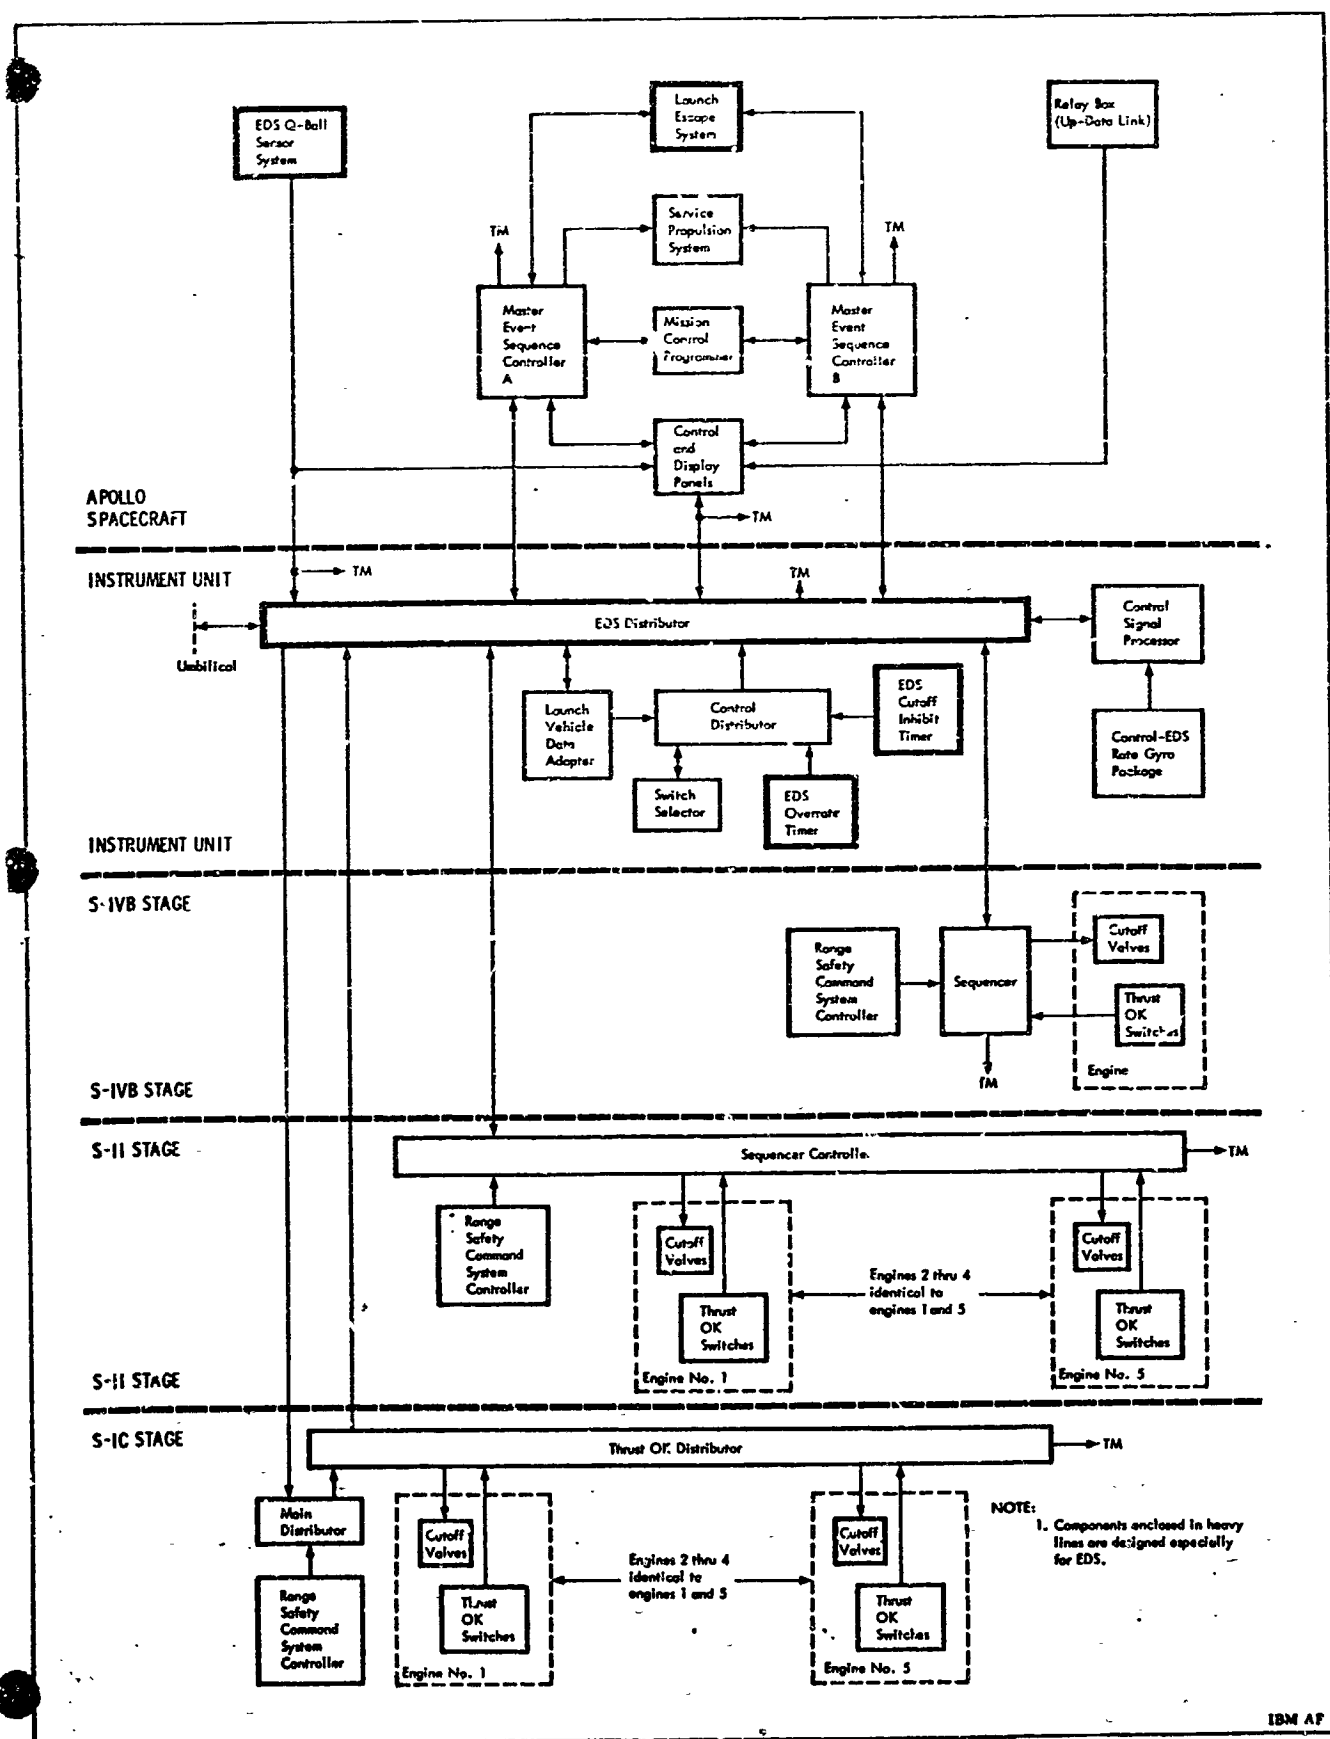 Launch
Escape
System
EDS Q-Ball
Sensor
System
Relay Box
(Up-Data Link)
Service
Propulsion
System
TM
TM
Master
Event
Sequence
Controller
A
Mission
Control
Programmer
Master
Event
Sequence
Controller
B
Control
and
Display
Panels
TM
APOLLO
SPACECRAFT
INSTRUMENT UNIT
TM
TM
EDS Distributor
Umbilical
Control
Signal
Processor
Launch
Vehicle
Data
Adapter
Control
Distributor
EDS
Cutoff
Inhibit
Timer
Control-EDS
Rate Gyro
Package
Switch
Selector
EDS
Overrate
Timer
INSTRUMENT UNIT
S-IVB STAGE
Range
Safety
Command
System
Controller
Sequencer
Cutoff
Valves
Thrust
OK
Switches
Engine
TM
S-IVB STAGE
S-II STAGE
Sequencer Controller
TM
Range
Safety
Command
System
Controller
Cutoff
Valves
Thrust
OK
Switches
Engine No. 1
Engines 2 thru 4
identical to
engines 1 and 5
Cutoff
Valves
Thrust
OK
Switches
Engine No. 5
S-II STAGE
S-IC STAGE
Thrust OK Distributor
TM
Main
Distributor
Range
Safety
Command
System
Controller
Cutoff
Valves
Thrust
OK
Switches
Engine No. 1
Engines 2 thru 4
identical to
engines 1 and 5
Cutoff
Valves
Thrust
OK
Switches
Engine No. 5
NOTE:
1. Components enclosed in heavy
lines are designed especially
for EDS.
IBM AF